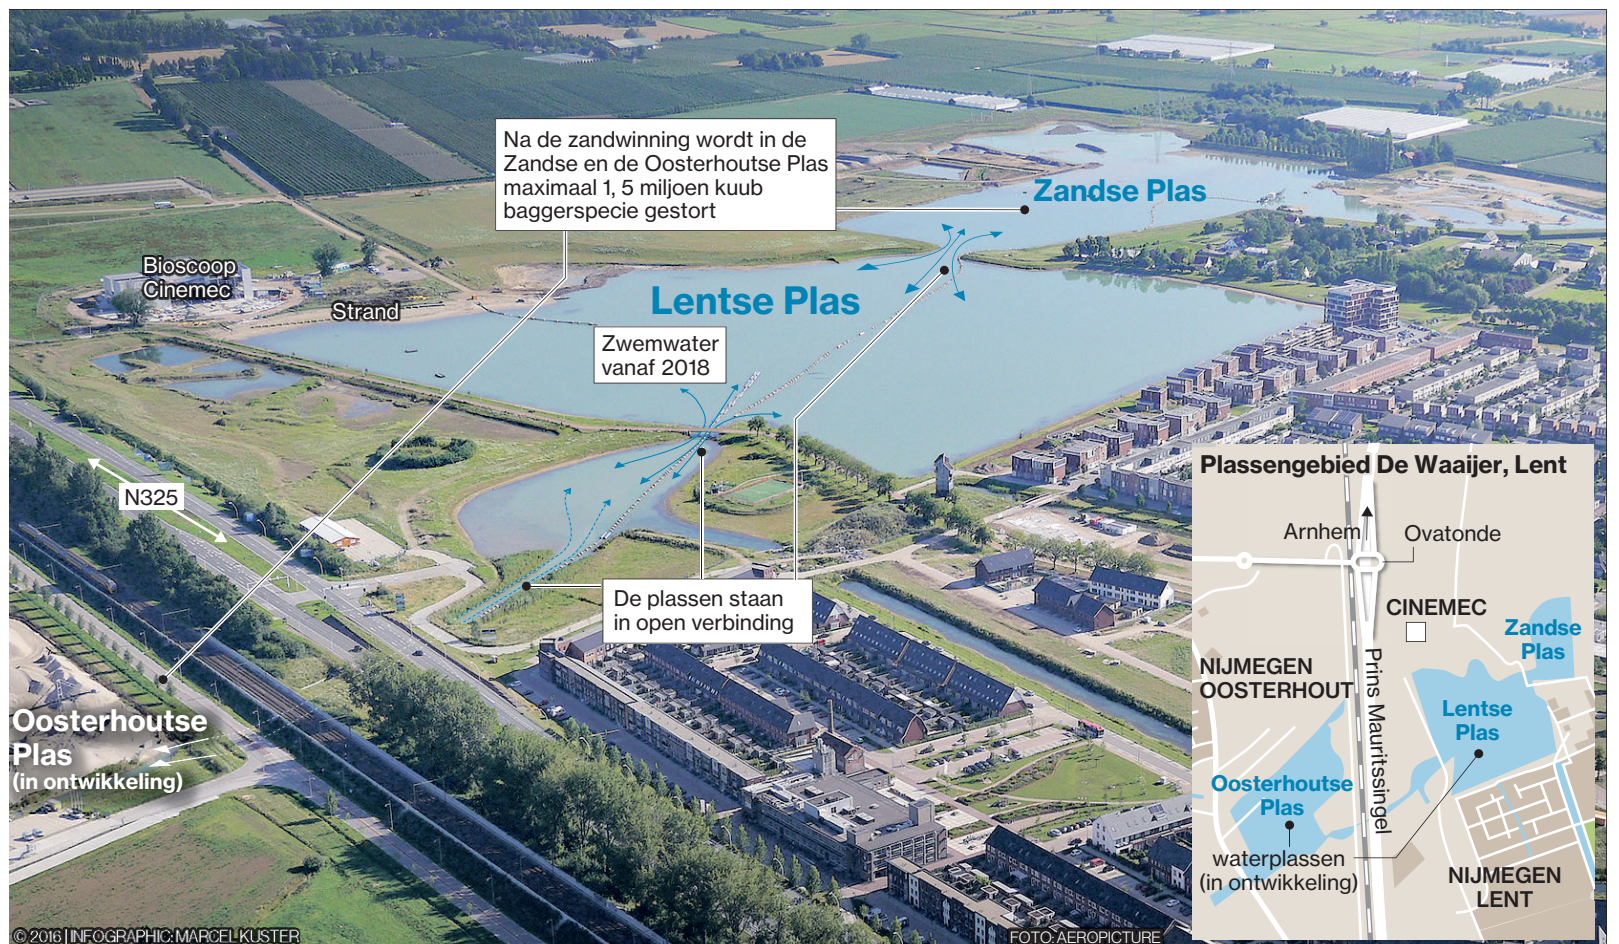 Na de zandwinning wordt in de
Zandse en de Oosterhoutse Plas
maximaal 1, 5 miljoen kuub
baggerspecie gestort
Zandse Plas
Bioscoop
Cinemec
Strand
Lentse Plas
Zwemwater
vanaf 2018
N325
De plassen staan
in open verbinding
Oosterhoutse
Plas
(in ontwikkeling)
Plassengebied De Waaijer, Lent
Arnhem
Ovatonde
CINEMEC
Zandse
Plas
NIJMEGEN
OOSTERHOUT
Prins Mauritssingel
Lentse
Plas
Oosterhoutse
Plas
waterplassen
(in ontwikkeling)
NIJMEGEN
LENT
© 2016 | INFOGRAPHIC: MARCEL KUSTER
FOTO: AEROPICTURE